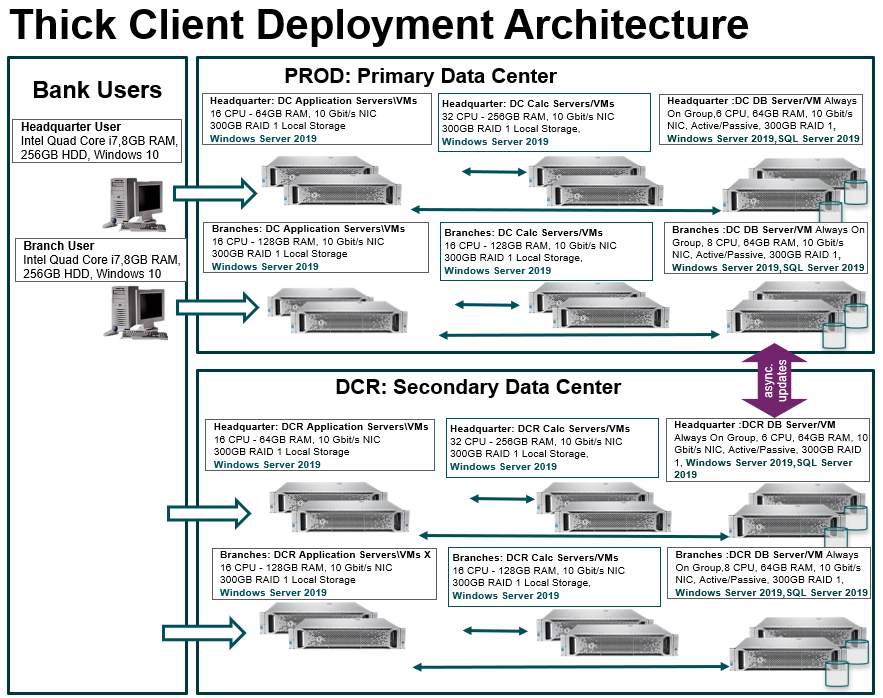 Thick Client Deployment Architecture
Bank Users
Headquarter User
Intel Quad Core i7,8GB RAM,
256GB HDD, Windows 10
Branch User
Intel Quad Core i7,8GB RAM,
256GB HDD, Windows 10
PROD: Primary Data Center
Headquarter: DC Application Servers\VMs
16 CPU - 64GB RAM, 10 Gbit/s NIC
300GB RAID 1 Local Storage
Windows Server 2019
Headquarter: DC Calc Servers/VMs
32 CPU - 256GB RAM, 10 Gbit/s NIC
300GB RAID 1 Local Storage,
Windows Server 2019
Headquarter :DC DB Server/VM Always
On Group,6 CPU, 64GB RAM, 10 Gbit/s
NIC, Active/Passive, 300GB RAID 1,
Windows Server 2019,SQL Server 2019
Branches: DC Application Servers\VMs
16 CPU - 128GB RAM, 10 Gbit/s NIC
300GB RAID 1 Local Storage
Windows Server 2019
Branches: DC Calc Servers/VMs
16 CPU - 128GB RAM, 10 Gbit/s NIC
300GB RAID 1 Local Storage,
Windows Server 2019
Branches :DC DB Server/VM Always On
Group, 8 CPU, 64GB RAM, 10 Gbit/s
NIC, Active/Passive, 300GB RAID 1,
Windows Server 2019,SQL Server 2019
async.
updates
DCR: Secondary Data Center
Headquarter: DCR Application Servers\VMs
16 CPU - 64GB RAM, 10 Gbit/s NIC
300GB RAID 1 Local Storage
Windows Server 2019
Headquarter: DCR Calc Servers/VMs
32 CPU - 256GB RAM, 10 Gbit/s NIC
300GB RAID 1 Local Storage,
Windows Server 2019
Headquarter :DCR DB Server/VM
Always On Group, 6 CPU, 64GB RAM, 10
Gbit/s NIC, Active/Passive, 300GB RAID
1, Windows Server 2019,SQL Server
2019
Branches: DCR Application Servers\VMs X
16 CPU - 128GB RAM, 10 Gbit/s NIC
300GB RAID 1 Local Storage
Windows Server 2019
Branches: DCR Calc Servers/VMs
16 CPU - 128GB RAM, 10 Gbit/s NIC
300GB RAID 1 Local Storage,
Windows Server 2019
Branches :DCR DB Server/VM Always
On Group,8 CPU, 64GB RAM, 10 Gbit/s
NIC, Active/Passive, 300GB RAID 1,
Windows Server 2019,SQL Server 2019